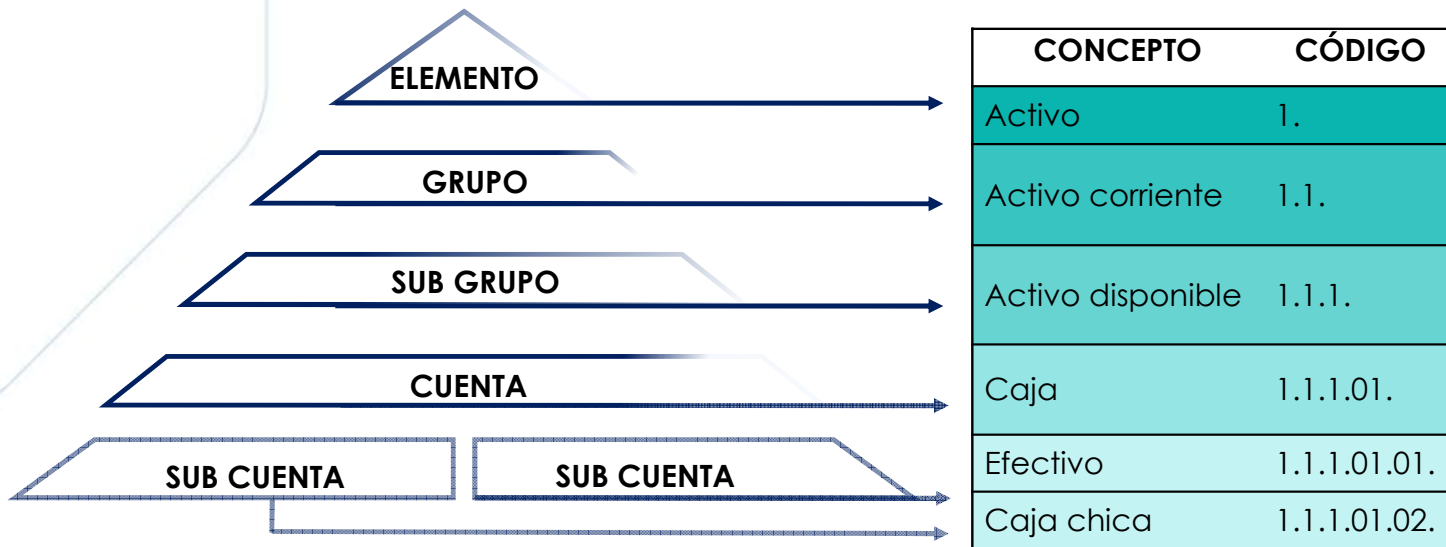 CONCEPTO CÓDIGO
ELEMENTO
Activo 1.
GRUPO
Activo corriente 1.1.
SUB GRUPO
Activo disponible 1.1.1.
CUENTA
Caja 1.1.1.01.
SUB CUENTA SUB CUENTA
Efectivo 1.1.1.01.01.
Caja chica 1.1.1.01.02.